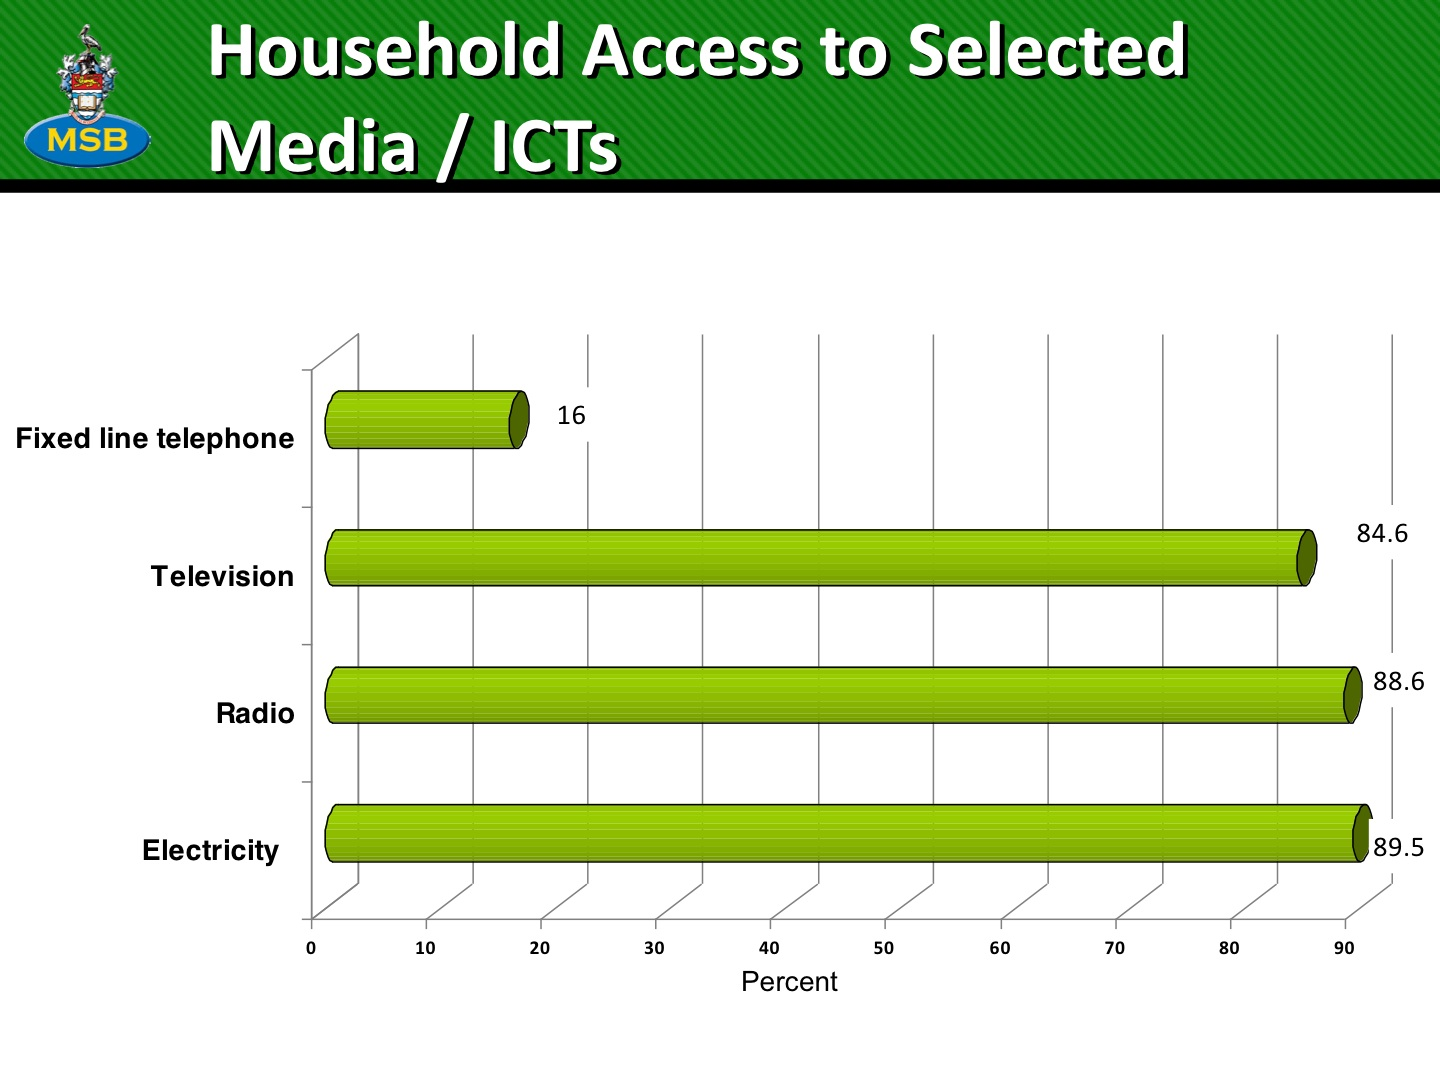 Household Access to Selected
Media / ICTs
MSB
Fixed line telephone
16
Television
84.6
Radio
88.6
Electricity
89.5
0 10 20 30 40 50 60 70 80 90
Percent